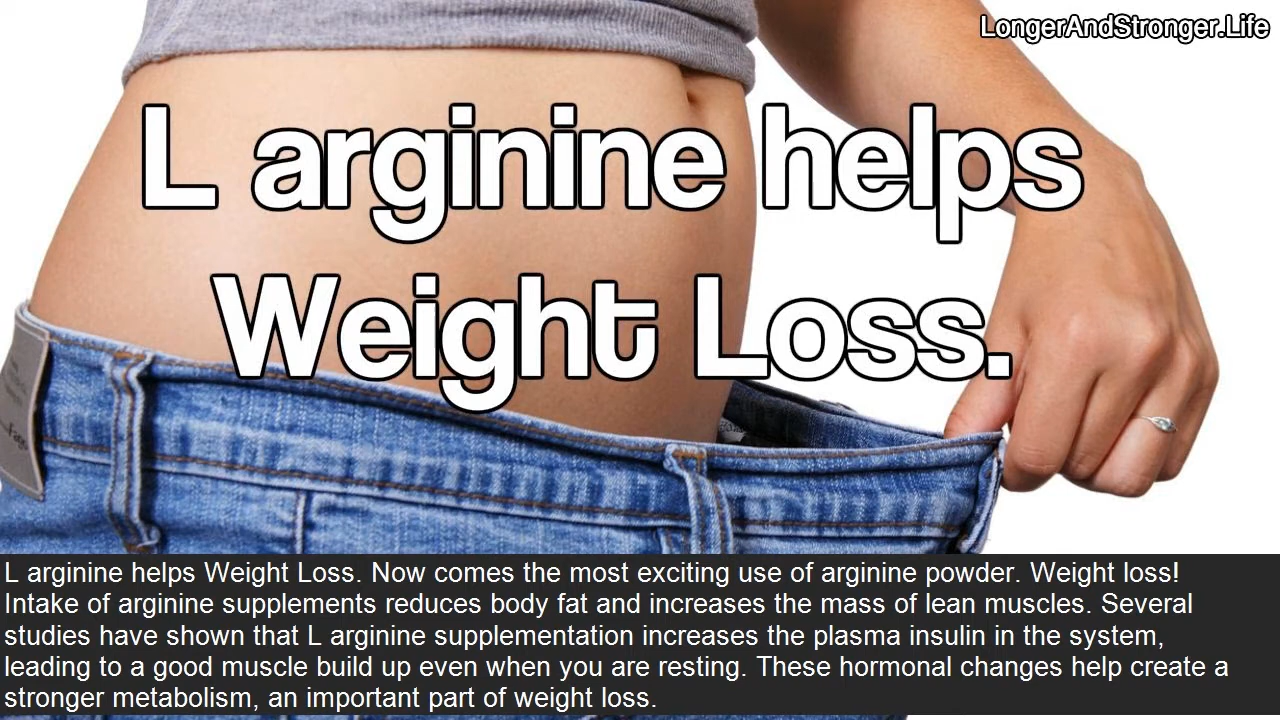 LongerAndStronger.Life
L arginine helps
Weight Loss.
L arginine helps Weight Loss. Now comes the most exciting use of arginine powder. Weight loss!
Intake of arginine supplements reduces body fat and increases the mass of lean muscles. Several
studies have shown that L arginine supplementation increases the plasma insulin in the system,
leading to a good muscle build up even when you are resting. These hormonal changes help create a
stronger metabolism, an important part of weight loss.